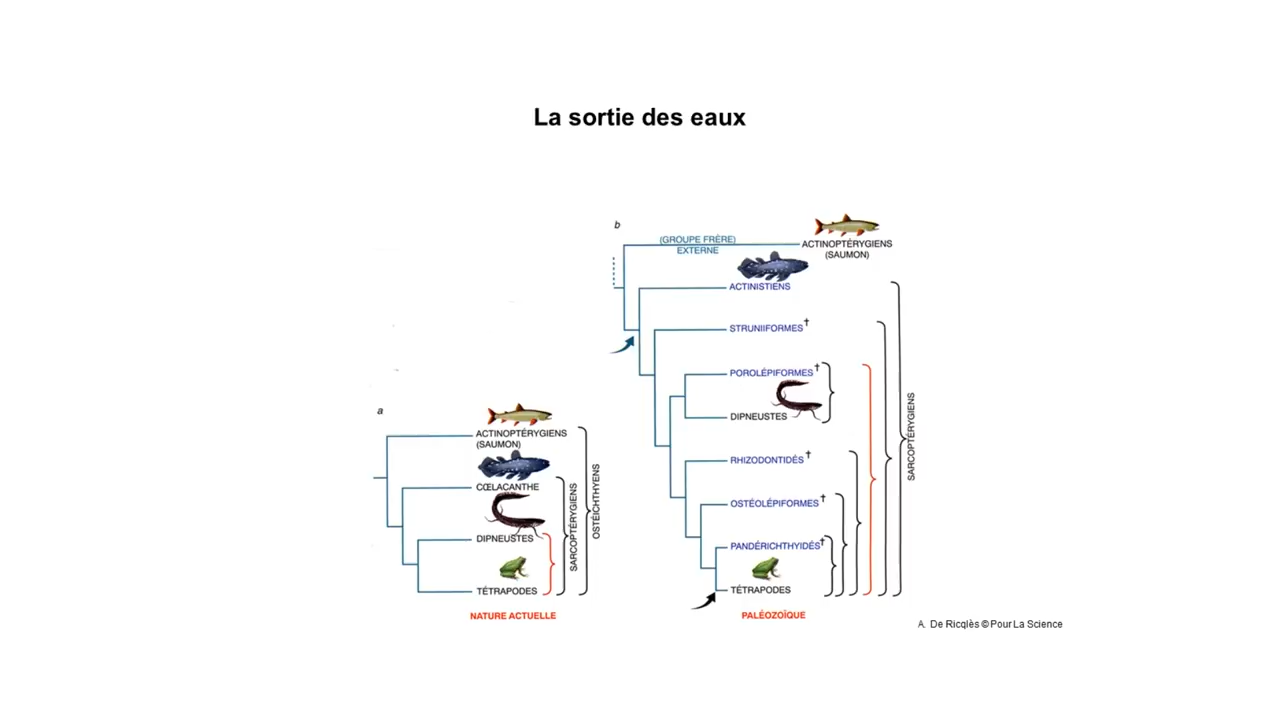 La sortie des eaux
a
ACTINOPTÉRYGIENS
(SAUMON)
CŒLACANTHE
DIPNEUSTES
TÉTRAPODES
SARCOPTÉRYGIENS
OSTÉICHTHYENS
NATURE ACTUELLE
b
(GROUPE FRÈRE)
EXTERNE
ACTINOPTÉRYGIENS
(SAUMON)
ACTINISTIENS
STRUNIIFORMES†
POROLÉPIFORMES†
DIPNEUSTES
RHIZODONTIDÉS†
OSTÉOLÉPIFORMES†
PANDÉRICHTHYIDÉS†
TÉTRAPODES
SARCOPTÉRYGIENS
PALÉOZOÏQUE
A. De Ricqlès ©Pour La Science